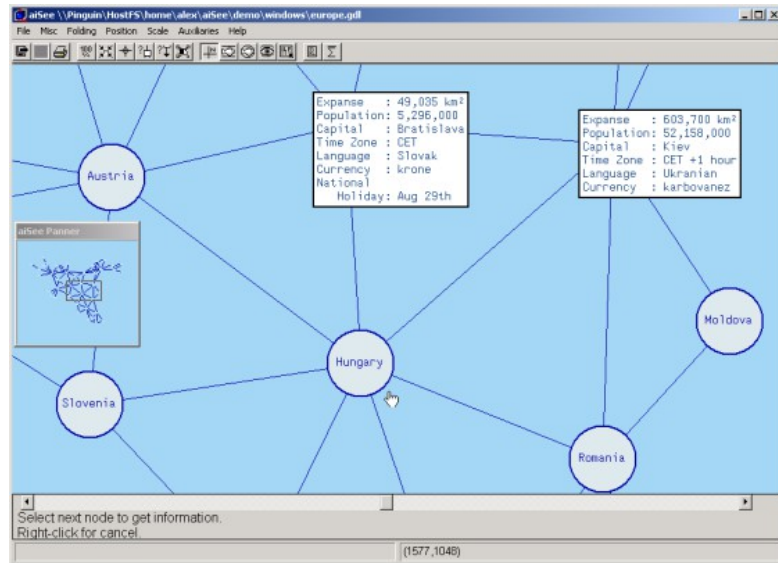 aiSee \\Pinguin\HostFS\home\alex\aiSee\demo\windows\europe.gdl
File Misc Folding Position Scale Auxiliaries Help
Expanse : 49,035 km²
Population: 5,296,000
Capital : Bratislava
Time Zone : CET
Language : Slovak
Currency : krone
National
Holiday: Aug 29th
Expanse : 603,700 km²
Population: 52,158,000
Capital : Kiev
Time Zone : CET +1 hour
Language : Ukranian
Currency : karbovanez
Austria
aiSee Panner
Moldova
Hungary
Slovenia
Romania
Select next node to get information.
Right-click for cancel.
(1577,1048)